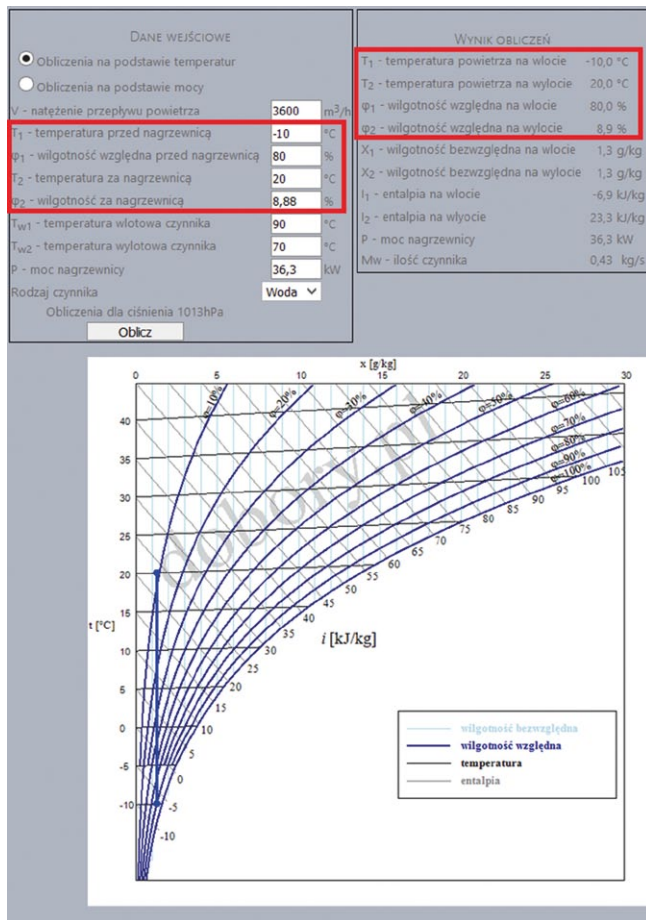 DANE WEJŚCIOWE
Obliczenia na podstawie temperatur
Obliczenia na podstawie mocy
V - natężenie przepływu powietrza 3600 m³/h
T₁ - temperatura przed nagrzewnicą -10 °C
φ₁ - wilgotność względna przed nagrzewnicą 80 %
T₂ - temperatura za nagrzewnicą 20 °C
φ₂ - wilgotność za nagrzewnicą 8,88 %
Tw1 - temperatura wlotowa czynnika 90 °C
Tw2 - temperatura wylotowa czynnika 70 °C
P - moc nagrzewnicy 36,3 kW
Rodzaj czynnika Woda
Obliczenia dla ciśnienia 1013hPa
Oblicz
WYNIK OBLICZEŃ
T₁ - temperatura powietrza na wlocie -10,0 °C
T₂ - temperatura powietrza na wylocie 20,0 °C
φ₁ - wilgotność względna na wlocie 80,0 %
φ₂ - wilgotność względna na wylocie 8,9 %
X₁ - wilgotność bezwzględna na wlocie 1,3 g/kg
X₂ - wilgotność bezwzględna na wylocie 1,3 g/kg
I₁ - entalpia na wlocie -6,9 kJ/kg
I₂ - entalpia na wlyocie 23,3 kJ/kg
P - moc nagrzewnicy 36,3 kW
Mw - ilość czynnika 0,43 kg/s
x [g/kg]
0 5 10 15 20 25 30
φ=10% φ=20% φ=30% φ=40% φ=50% φ=60%
φ=70%
φ=80%
φ=90%
φ=100%
40
35
30
25
20
15
10
5
0
-5
-10
t [°C]
dobory.pl
105
100
95
90
85
80
75
70
65
60
55
50
45
40
35
30
25
20
15
10
5
0
-5
-10
i [kJ/kg]
wilgotność bezwzględna
wilgotność względna
temperatura
entalpia